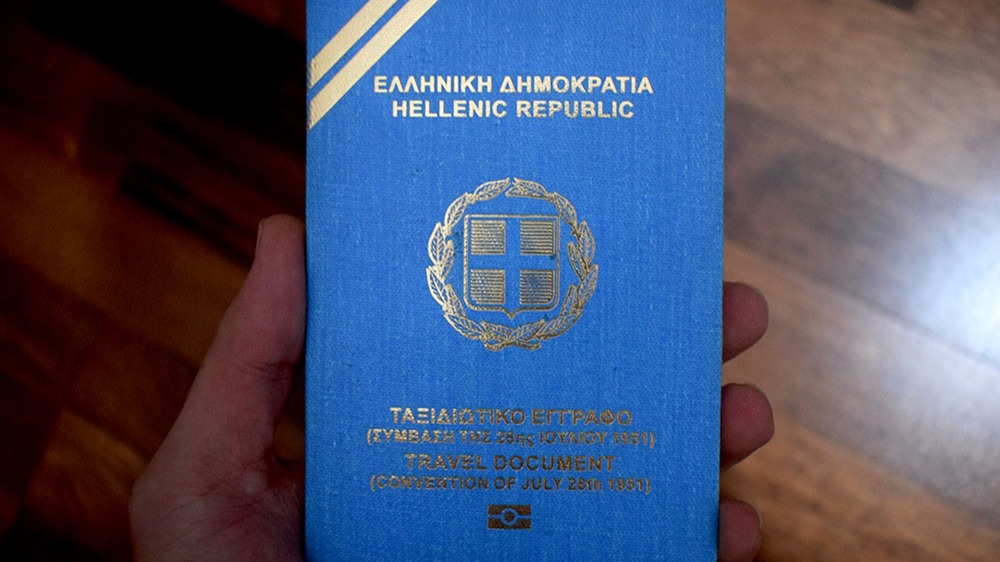 ΕΛΛΗΝΙΚΗ ΔΗΜΟΚΡΑΤΙΑ
HELLENIC REPUBLIC
ΤΑΞΙΔΙΩΤΙΚΟ ΕΓΓΡΑΦΟ
(ΣΥΜΒΑΣΗ ΤΗΣ 28ης ΙΟΥΛΙΟΥ 1951)
TRAVEL DOCUMENT
(CONVENTION OF JULY 28th 1951)